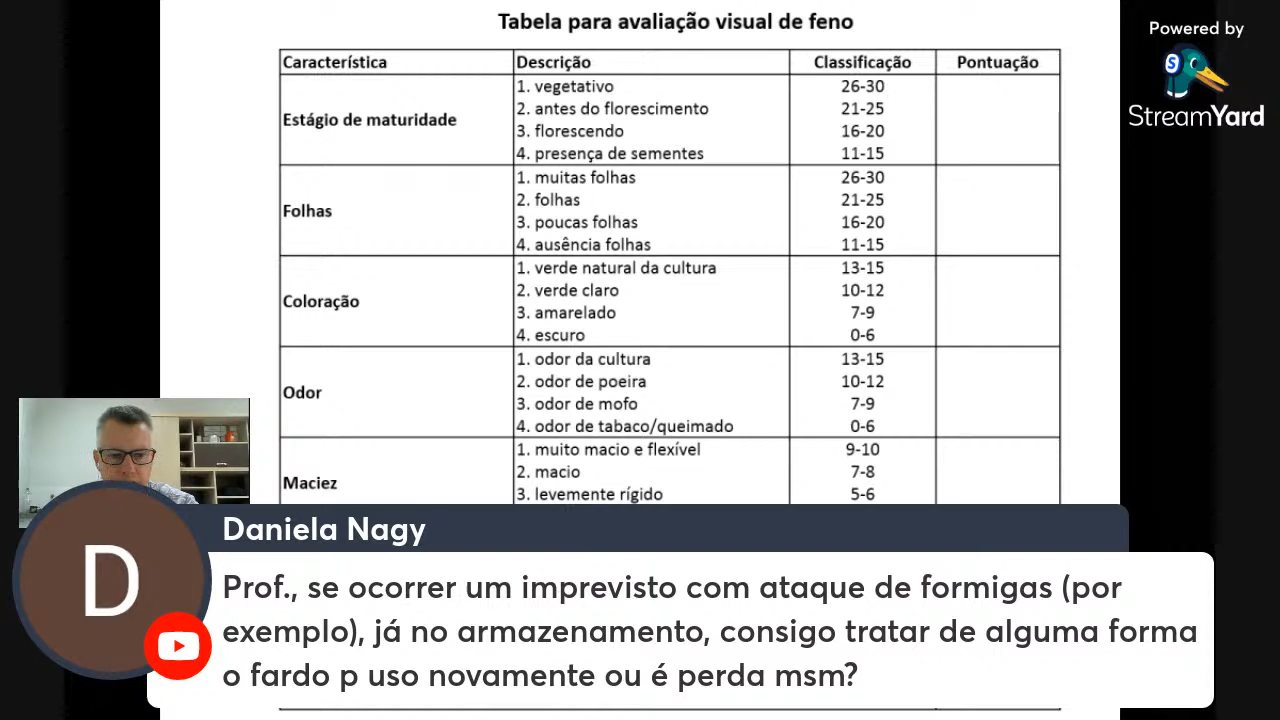 Tabela para avaliação visual de feno
Powered by
StreamYard
Característica Descrição Classificação Pontuação
Estágio de maturidade
1. vegetativo 26-30
2. antes do florescimento 21-25
3. florescendo 16-20
4. presença de sementes 11-15
Folhas
1. muitas folhas 26-30
2. folhas 21-25
3. poucas folhas 16-20
4. ausência folhas 11-15
Coloração
1. verde natural da cultura 13-15
2. verde claro 10-12
3. amarelado 7-9
4. escuro 0-6
Odor
1. odor da cultura 13-15
2. odor de poeira 10-12
3. odor de mofo 7-9
4. odor de tabaco/queimado 0-6
Maciez
1. muito macio e flexível 9-10
2. macio 7-8
3. levemente rígido 5-6
D
Daniela Nagy
Prof., se ocorrer um imprevisto com ataque de formigas (por
exemplo), já no armazenamento, consigo tratar de alguma forma
o fardo p uso novamente ou é perda msm?